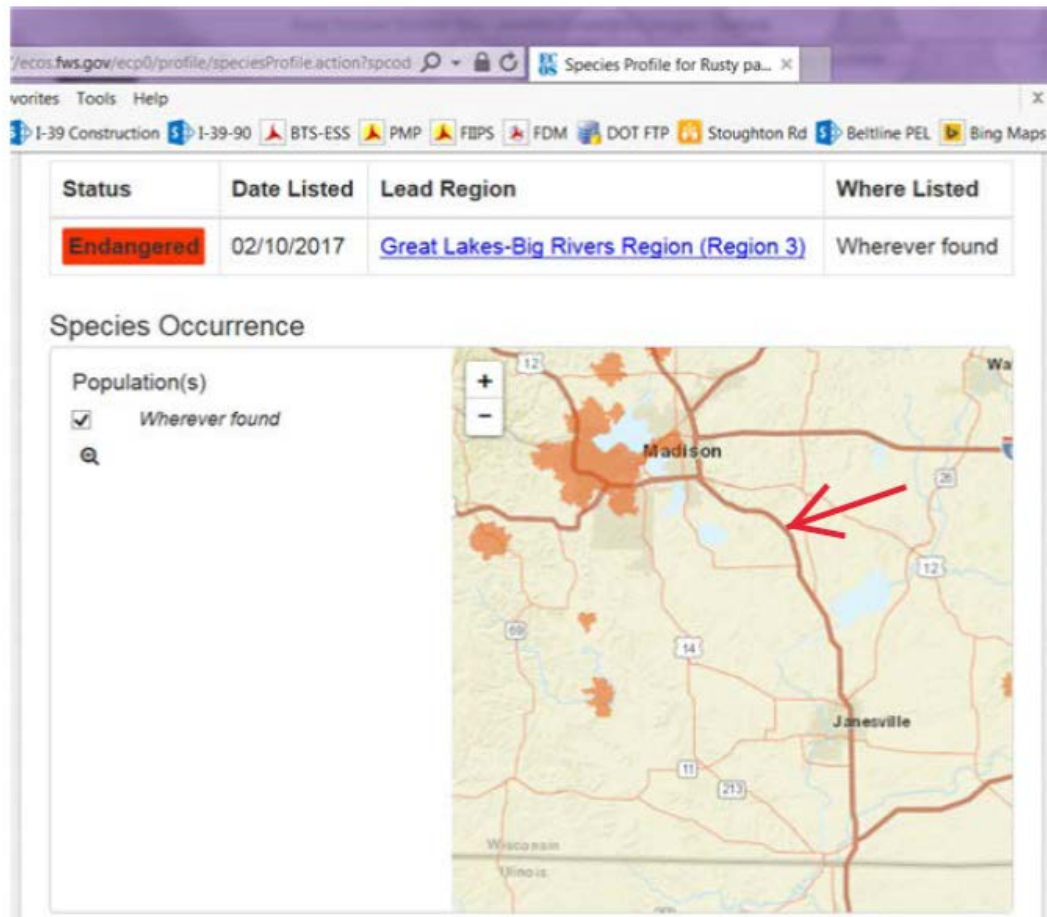 /ecos.fws.gov/ecp0/profile/speciesProfile.action?spcod
Species Profile for Rusty pa...
vorites Tools Help
I-39 Construction I-39-90 BTS-ESS PMP FIIPS FDM DOT FTP Stoughton Rd Beltline PEL Bing Maps
Status Date Listed Lead Region Where Listed
Endangered 02/10/2017 Great Lakes-Big Rivers Region (Region 3) Wherever found
Species Occurrence
Population(s)
Wherever found
+
−
12
Wa
Madison
26
12
69
14
Janesville
11
213
Wisconsin
Illinois